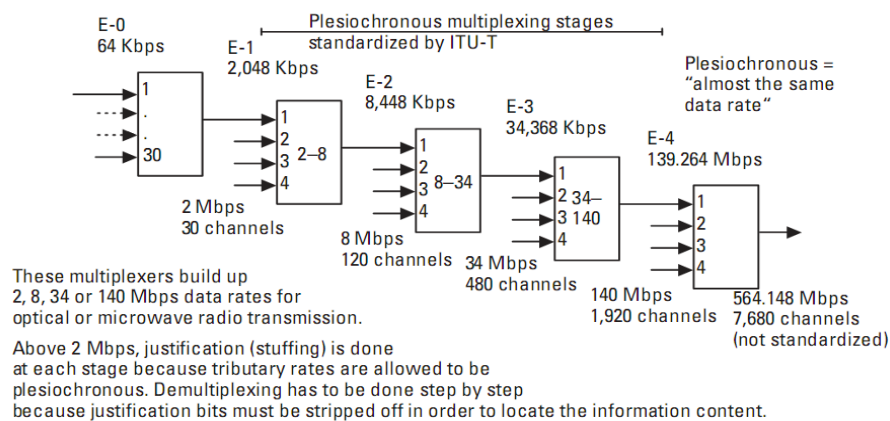 Plesiochronous multiplexing stages
standardized by ITU-T
E-0
64 Kbps
1
.
.
30
E-1
2,048 Kbps
1
2
3
4
2–8
2 Mbps
30 channels
E-2
8,448 Kbps
1
2
3
4
8–34
8 Mbps
120 channels
E-3
34,368 Kbps
1
2
3
4
34–
140
34 Mbps
480 channels
Plesiochronous =
“almost the same
data rate“
E-4
139.264 Mbps
1
2
3
4
140 Mbps
1,920 channels
564.148 Mbps
7,680 channels
(not standardized)
These multiplexers build up
2, 8, 34 or 140 Mbps data rates for
optical or microwave radio transmission.
Above 2 Mbps, justification (stuffing) is done
at each stage because tributary rates are allowed to be
plesiochronous. Demultiplexing has to be done step by step
because justification bits must be stripped off in order to locate the information content.